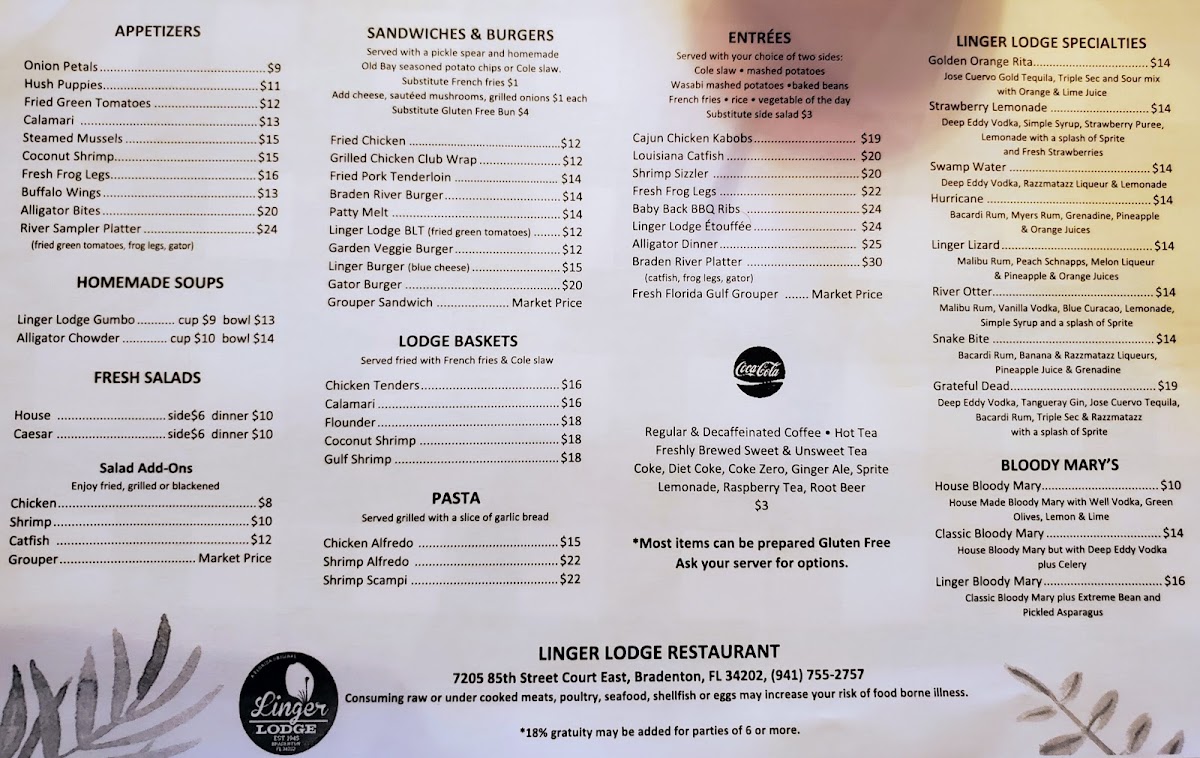 APPETIZERS
Onion Petals $9
Hush Puppies $11
Fried Green Tomatoes $12
Calamari $13
Steamed Mussels $15
Coconut Shrimp $15
Fresh Frog Legs $16
Buffalo Wings $13
Alligator Bites $20
River Sampler Platter $24
(fried green tomatoes, frog legs, gator)
HOMEMADE SOUPS
Linger Lodge Gumbo cup $9 bowl $13
Alligator Chowder cup $10 bowl $14
FRESH SALADS
House side$6 dinner $10
Caesar side$6 dinner $10
Salad Add-Ons
Enjoy fried, grilled or blackened
Chicken $8
Shrimp $10
Catfish $12
Grouper Market Price
SANDWICHES & BURGERS
Served with a pickle spear and homemade
Old Bay seasoned potato chips or Cole slaw.
Substitute French fries $1
Add cheese, sautéed mushrooms, grilled onions $1 each
Substitute Gluten Free Bun $4
Fried Chicken $12
Grilled Chicken Club Wrap $12
Fried Pork Tenderloin $14
Braden River Burger $14
Patty Melt $14
Linger Lodge BLT (fried green tomatoes) $12
Garden Veggie Burger $12
Linger Burger (blue cheese) $15
Gator Burger $20
Grouper Sandwich Market Price
LODGE BASKETS
Served fried with French fries & Cole slaw
Chicken Tenders $16
Calamari $16
Flounder $18
Coconut Shrimp $18
Gulf Shrimp $18
PASTA
Served grilled with a slice of garlic bread
Chicken Alfredo $15
Shrimp Alfredo $22
Shrimp Scampi $22
ENTRÉES
Served with your choice of two sides:
Cole slaw • mashed potatoes
Wasabi mashed potatoes •baked beans
French fries • rice • vegetable of the day
Substitute side salad $3
Cajun Chicken Kabobs $19
Louisiana Catfish $20
Shrimp Sizzler $20
Fresh Frog Legs $22
Baby Back BBQ Ribs $24
Linger Lodge Étouffée $24
Alligator Dinner $25
Braden River Platter $30
(catfish, frog legs, gator)
Fresh Florida Gulf Grouper Market Price
Coca-Cola
Regular & Decaffeinated Coffee • Hot Tea
Freshly Brewed Sweet & Unsweet Tea
Coke, Diet Coke, Coke Zero, Ginger Ale, Sprite
Lemonade, Raspberry Tea, Root Beer
$3
*Most items can be prepared Gluten Free
Ask your server for options.
LINGER LODGE SPECIALTIES
Golden Orange Rita $14
Jose Cuervo Gold Tequila, Triple Sec and Sour mix
with Orange & Lime Juice
Strawberry Lemonade $14
Deep Eddy Vodka, Simple Syrup, Strawberry Puree,
Lemonade with a splash of Sprite
and Fresh Strawberries
Swamp Water $14
Deep Eddy Vodka, Razzmatazz Liqueur & Lemonade
Hurricane $14
Bacardi Rum, Myers Rum, Grenadine, Pineapple
& Orange Juices
Linger Lizard $14
Malibu Rum, Peach Schnapps, Melon Liqueur
& Pineapple & Orange Juices
River Otter $14
Malibu Rum, Vanilla Vodka, Blue Curacao, Lemonade,
Simple Syrup and a splash of Sprite
Snake Bite $14
Bacardi Rum, Banana & Razzmatazz Liqueurs,
Pineapple Juice & Grenadine
Grateful Dead $19
Deep Eddy Vodka, Tangueray Gin, Jose Cuervo Tequila,
Bacardi Rum, Triple Sec & Razzmatazz
with a splash of Sprite
BLOODY MARY'S
House Bloody Mary $10
House Made Bloody Mary with Well Vodka, Green
Olives, Lemon & Lime
Classic Bloody Mary $14
House Bloody Mary but with Deep Eddy Vodka
plus Celery
Linger Bloody Mary $16
Classic Bloody Mary plus Extreme Bean and
Pickled Asparagus
LINGER LODGE RESTAURANT
7205 85th Street Court East, Bradenton, FL 34202, (941) 755-2757
Consuming raw or under cooked meats, poultry, seafood, shellfish or eggs may increase your risk of food borne illness.
*18% gratuity may be added for parties of 6 or more.
A FLORIDA ORIGINAL
Linger
LODGE
EST 1945
BRADENTON
FL 34202